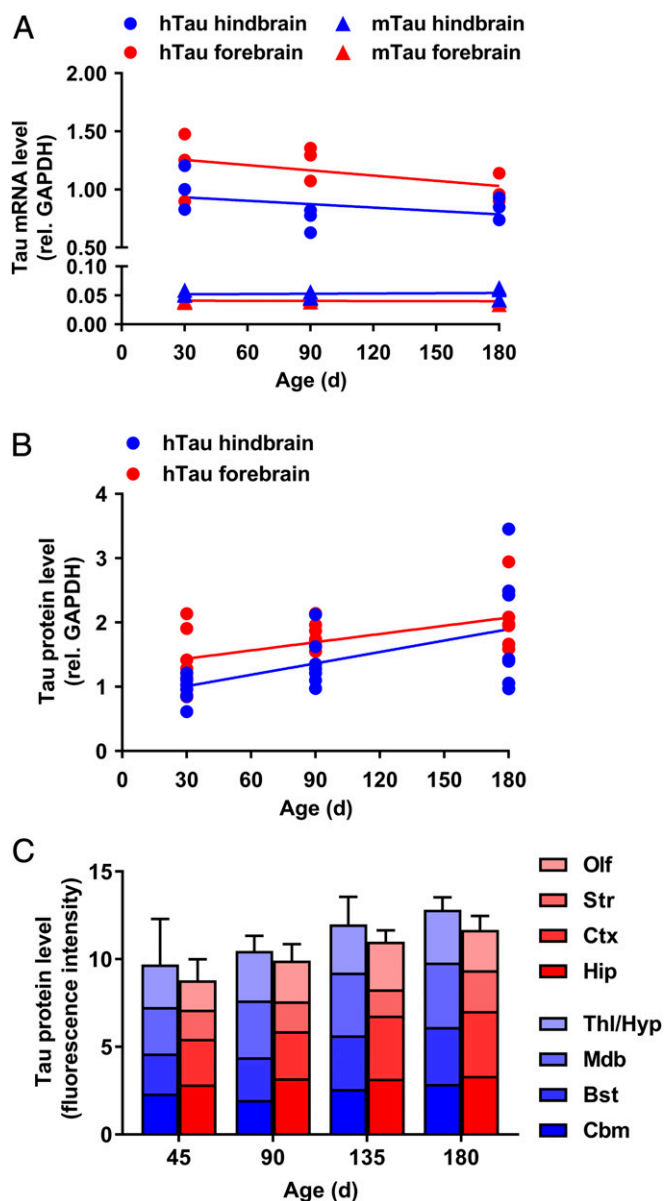 A
hTau hindbrain
mTau hindbrain
hTau forebrain
mTau forebrain
Tau mRNA level
(rel. GAPDH)
2.00
1.50
1.00
0.50
0.10
0.05
0.00
0 30 60 90 120 150 180
Age (d)
B
hTau hindbrain
hTau forebrain
Tau protein level
(rel. GAPDH)
4
3
2
1
0
0 30 60 90 120 150 180
Age (d)
C
Tau protein level
(fluorescence intensity)
15
10
5
0
45 90 135 180
Age (d)
Olf
Str
Ctx
Hip
Thl/Hyp
Mdb
Bst
Cbm